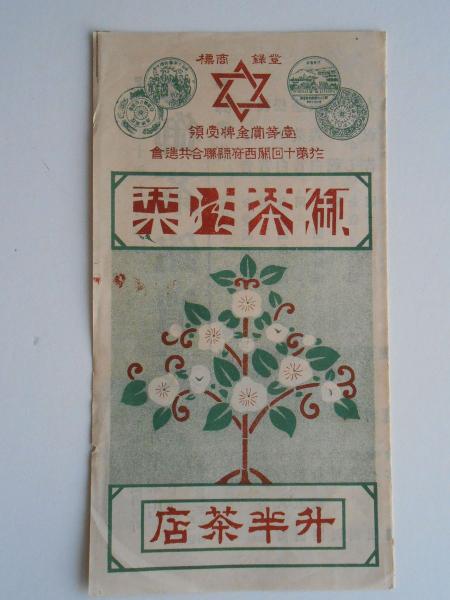 登録商標
壹等賞金牌受領
於第十回關西府縣聯合共進會
御茶
升半茶店